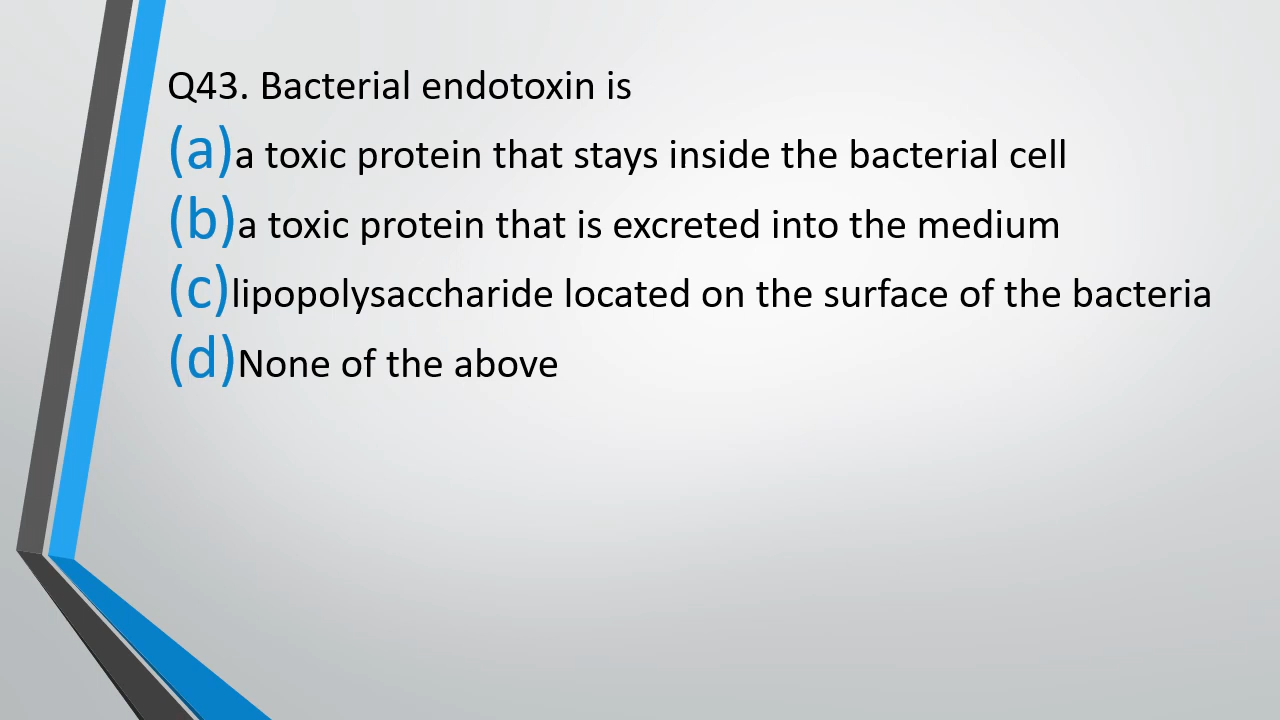 Q43. Bacterial endotoxin is
(a)a toxic protein that stays inside the bacterial cell
(b)a toxic protein that is excreted into the medium
(c)lipopolysaccharide located on the surface of the bacteria
(d)None of the above